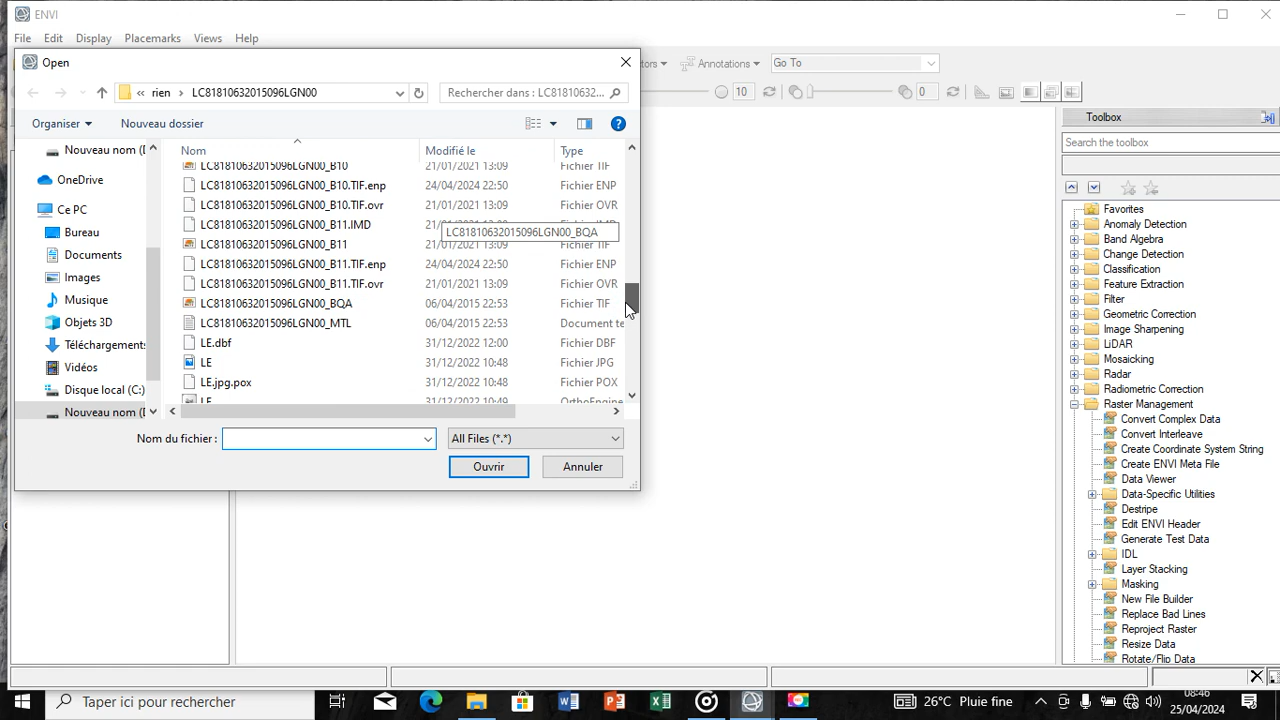 ENVI
File Edit Display Placemarks Views Help
Open
Annotations Go To
« rien > LC81810632015096LGN00
Rechercher dans : LC81810632...
10
0
Organiser Nouveau dossier
Toolbox
Search the toolbox
Nom Modifié le Type
Nouveau nom (
OneDrive
Ce PC
Bureau
Documents
Images
Musique
Objets 3D
Téléchargements
Vidéos
Disque local (C:)
Nouveau nom (
LC81810632015096LGN00_B10 21/01/2021 13:09 Fichier TIF
LC81810632015096LGN00_B10.TIF.enp 24/04/2024 22:50 Fichier ENP
LC81810632015096LGN00_B10.TIF.ovr 21/01/2021 13:09 Fichier OVR
LC81810632015096LGN00_B11.IMD
LC81810632015096LGN00_BQA
LC81810632015096LGN00_B11 21/01/2021 13:09 Fichier TIF
LC81810632015096LGN00_B11.TIF.enp 24/04/2024 22:50 Fichier ENP
LC81810632015096LGN00_B11.TIF.ovr 21/01/2021 13:09 Fichier OVR
LC81810632015096LGN00_BQA 06/04/2015 22:53 Fichier TIF
LC81810632015096LGN00_MTL 06/04/2015 22:53 Document te
LE.dbf 31/12/2022 12:00 Fichier DBF
LE 31/12/2022 10:48 Fichier JPG
LE.jpg.pox 31/12/2022 10:48 Fichier POX
LE 31/12/2022 10:49 OrthoEngine
Nom du fichier : All Files (*.*)
Ouvrir Annuler
Favorites
Anomaly Detection
Band Algebra
Change Detection
Classification
Feature Extraction
Filter
Geometric Correction
Image Sharpening
LiDAR
Mosaicking
Radar
Radiometric Correction
Raster Management
Convert Complex Data
Convert Interleave
Create Coordinate System String
Create ENVI Meta File
Data Viewer
Data-Specific Utilities
Destripe
Edit ENVI Header
Generate Test Data
IDL
Layer Stacking
Masking
New File Builder
Replace Bad Lines
Reproject Raster
Resize Data
Rotate/Flip Data
Taper ici pour rechercher
26°C Pluie fine
08:46
25/04/2024